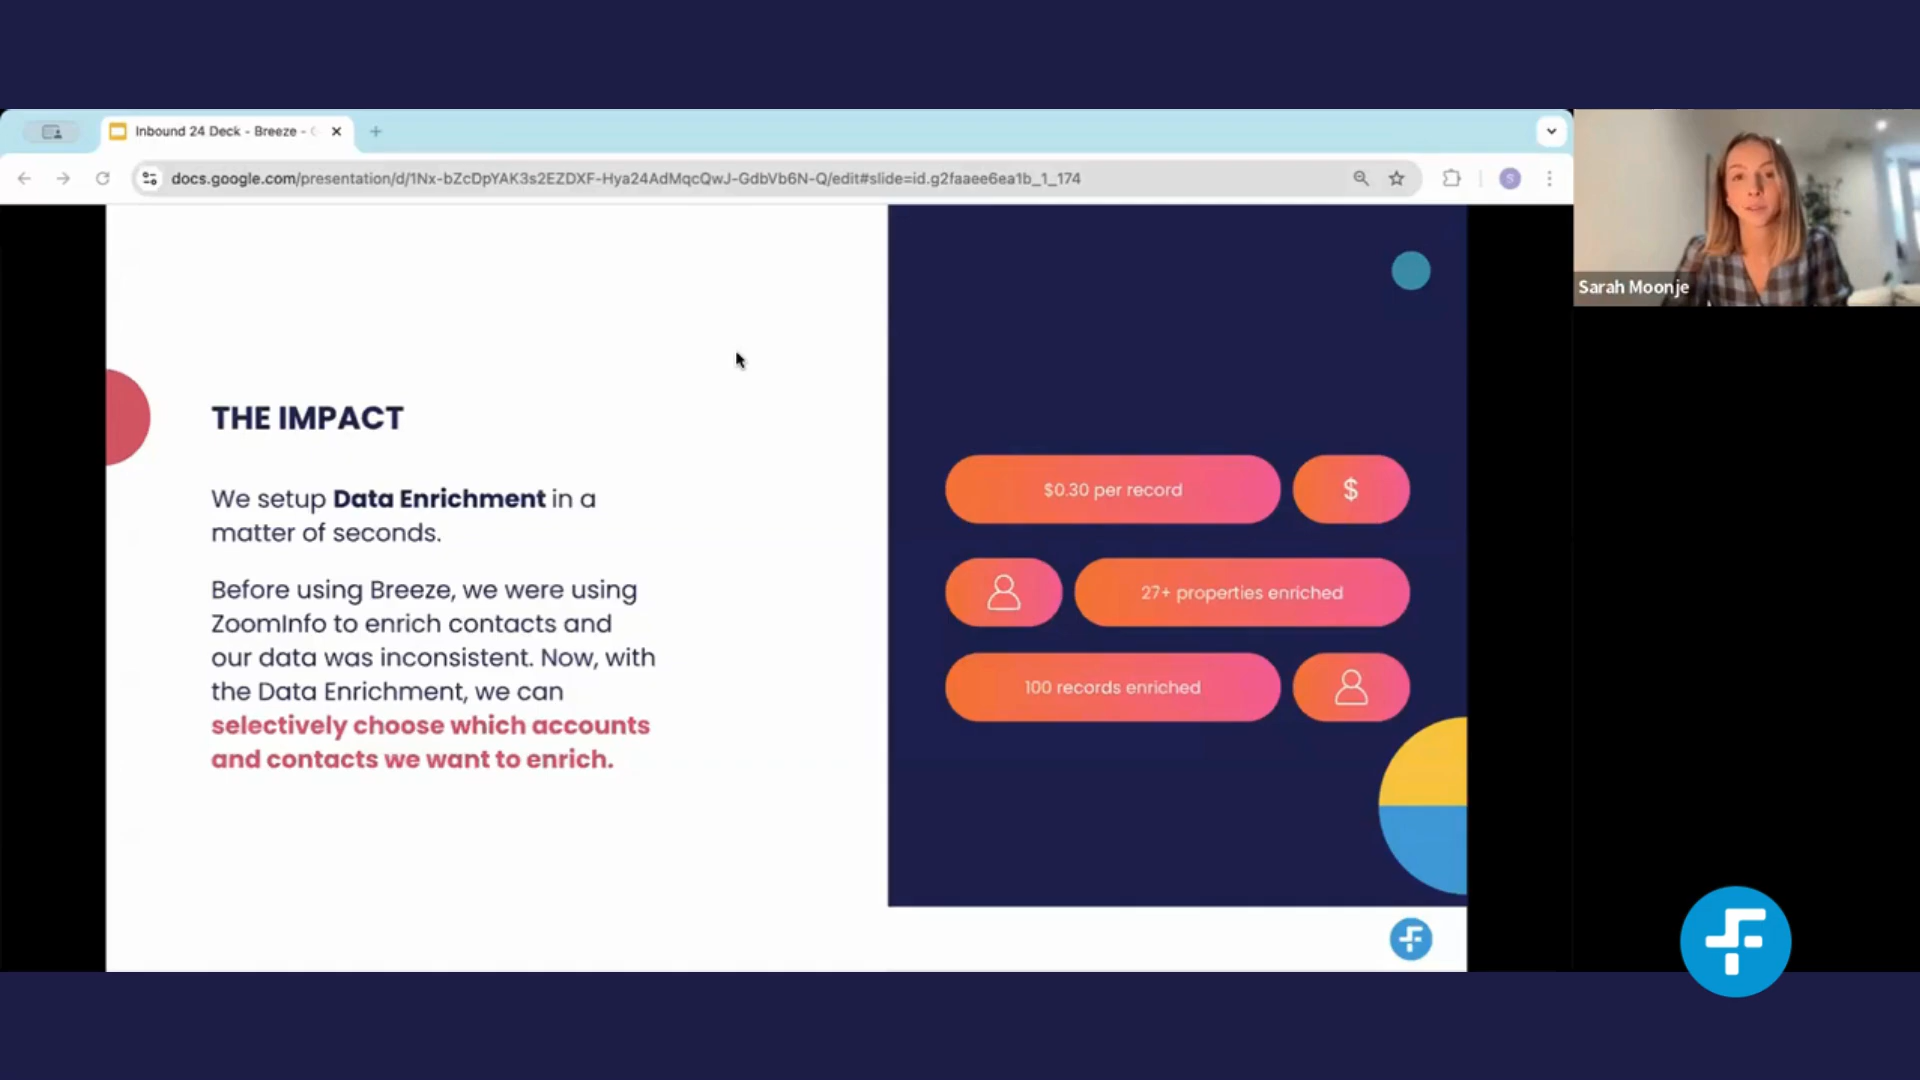 Inbound 24 Deck - Breeze -
docs.google.com/presentation/d/1Nx-bZcDpYAK3s2EZDXF-Hya24AdMqcQwJ-GdbVb6N-Q/edit#slide=id.g2faaee6ea1b_1_174
S
Sarah Moonje
THE IMPACT
We setup Data Enrichment in a
matter of seconds.
Before using Breeze, we were using
ZoomInfo to enrich contacts and
our data was inconsistent. Now, with
the Data Enrichment, we can
selectively choose which accounts
and contacts we want to enrich.
$0.30 per record
$
27+ properties enriched
100 records enriched